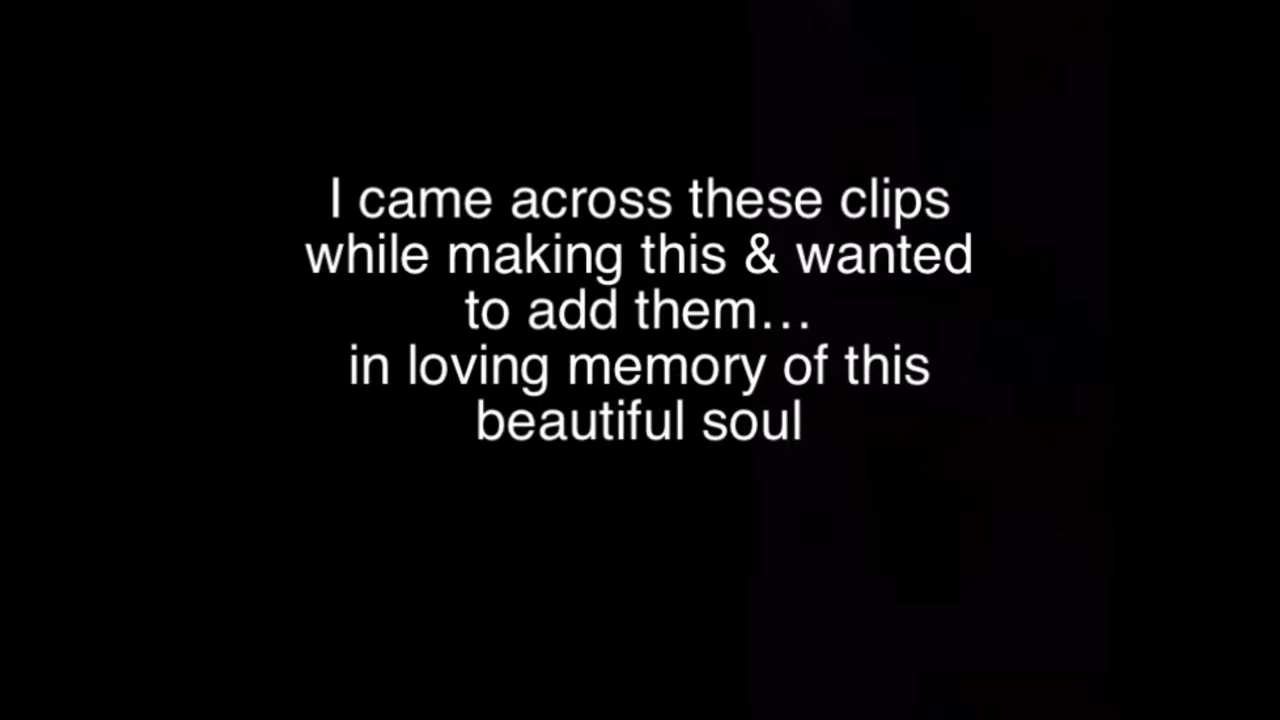 I came across these clips
while making this & wanted
to add them…
in loving memory of this
beautiful soul